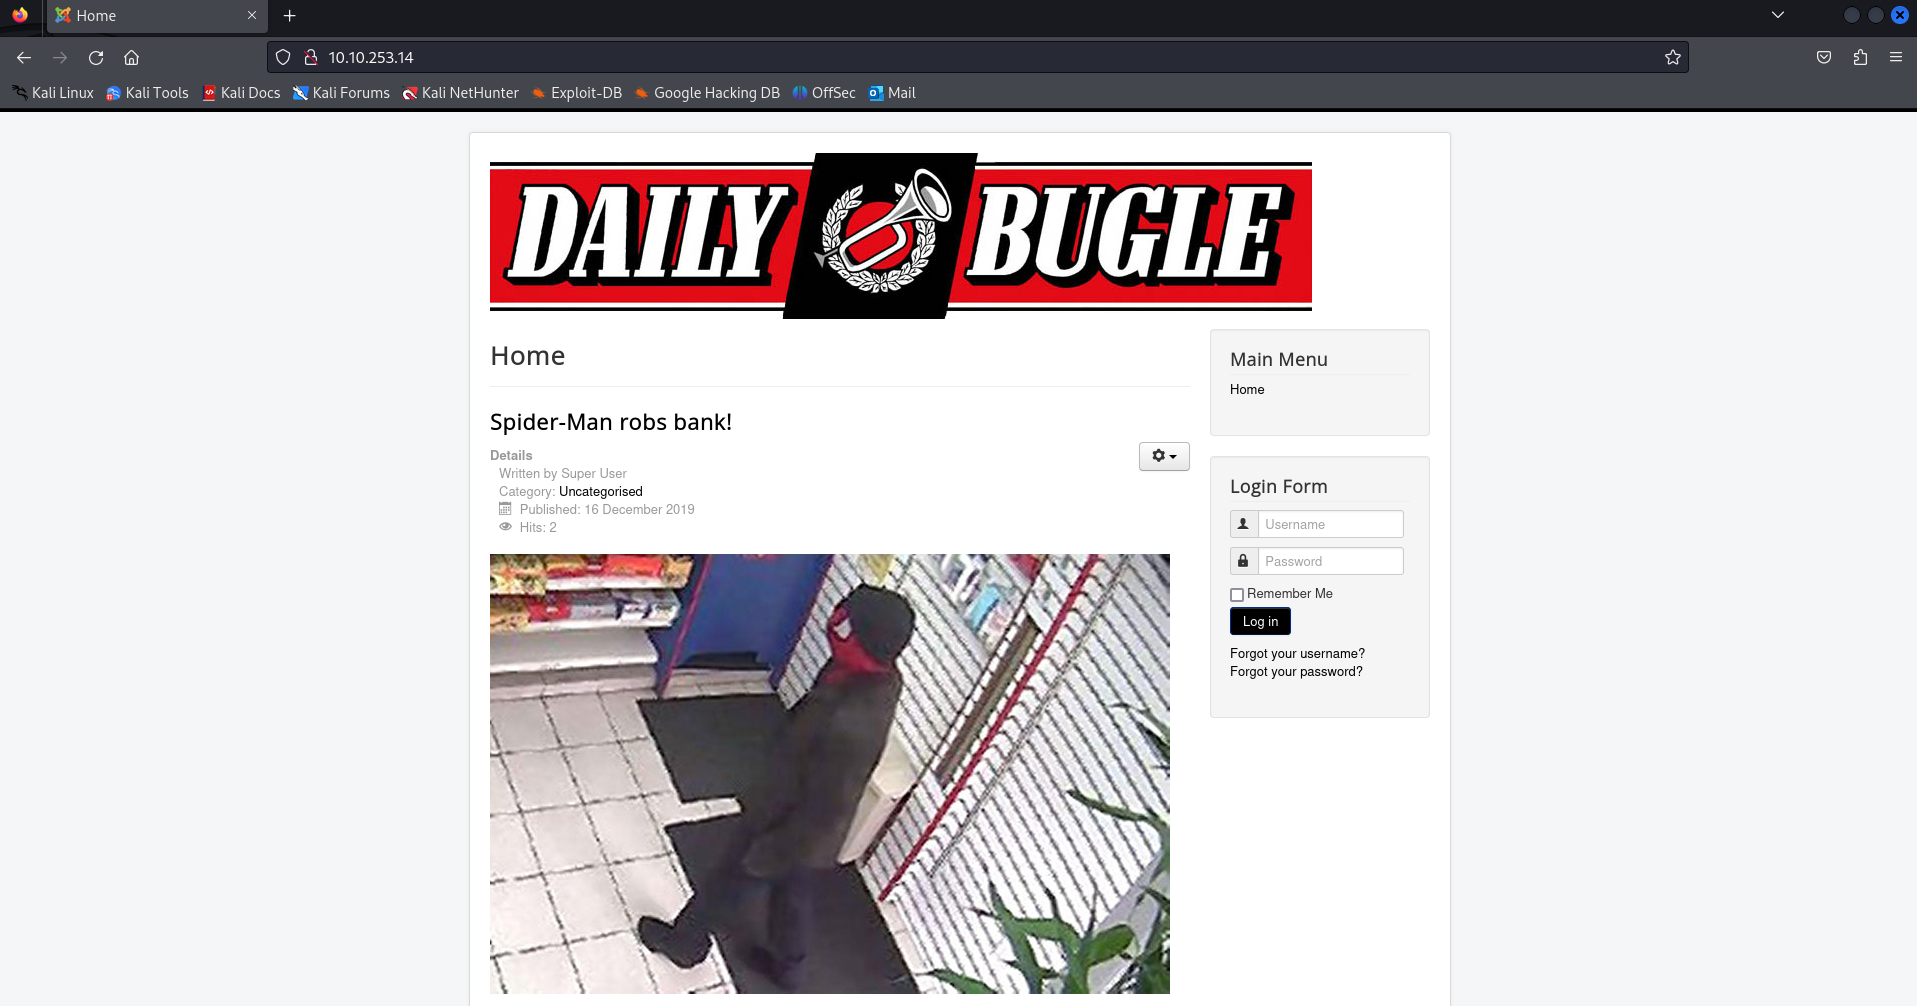 Home
10.10.253.14
Kali Linux Kali Tools Kali Docs Kali Forums Kali NetHunter Exploit-DB Google Hacking DB OffSec Mail
DAILY BUGLE
Home
Spider-Man robs bank!
Details
Written by Super User
Category: Uncategorised
Published: 16 December 2019
Hits: 2
Main Menu
Home
Login Form
Username
Password
Remember Me
Log in
Forgot your username?
Forgot your password?